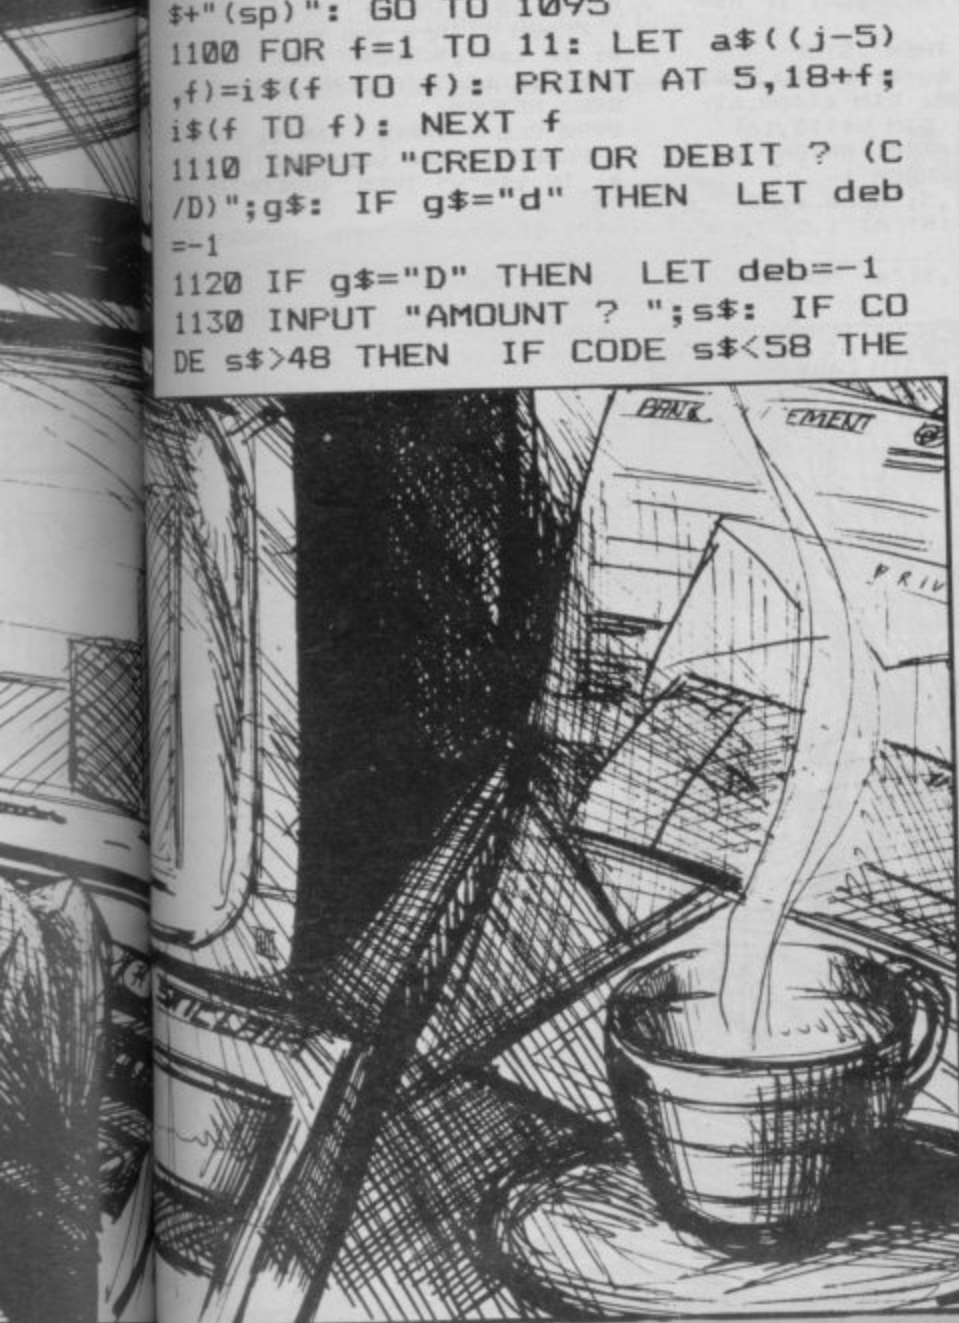 $+"(sp)": GO TO 1095
1100 FOR f=1 TO 11: LET a$((j-5)
,f)=i$(f TO f): PRINT AT 5,18+f;
i$(f TO f): NEXT f
1110 INPUT "CREDIT OR DEBIT ? (C
/D)";g$: IF g$="d" THEN  LET deb
=-1
1120 IF g$="D" THEN  LET deb=-1
1130 INPUT "AMOUNT ? ";s$: IF CO
DE s$>48 THEN  IF CODE s$<58 THE
BANK EMENT
PRIV